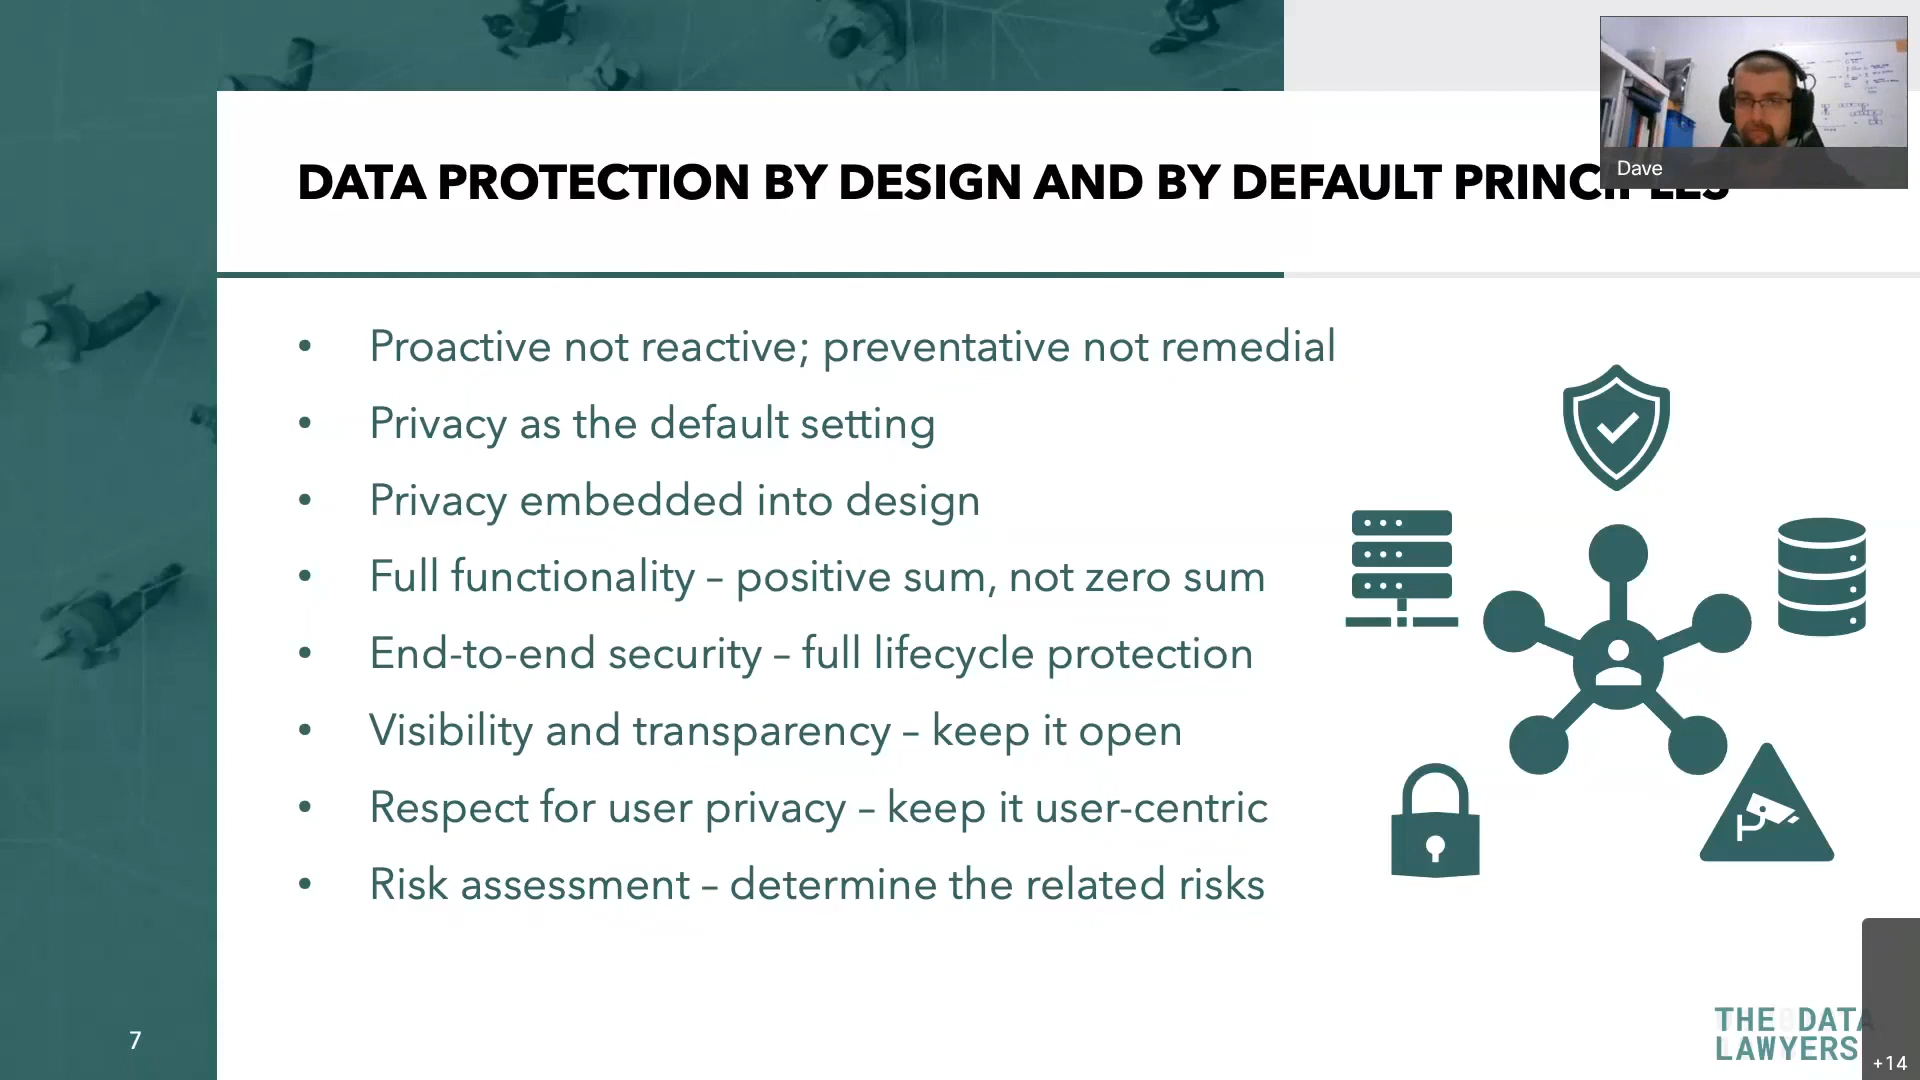 Dave
DATA PROTECTION BY DESIGN AND BY DEFAULT PRINCIPLES
• Proactive not reactive; preventative not remedial
• Privacy as the default setting
• Privacy embedded into design
• Full functionality – positive sum, not zero sum
• End-to-end security – full lifecycle protection
• Visibility and transparency – keep it open
• Respect for user privacy – keep it user-centric
• Risk assessment – determine the related risks
7
THE DATA
LAWYERS
+14